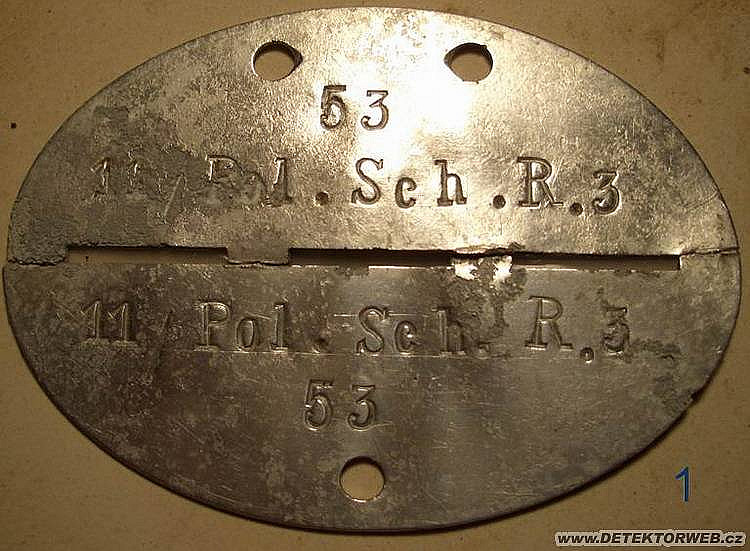 53
11/Pol.Sch.R.3
11/Pol.Sch.R.3
53
1
www.DETEKTORWEB.cz